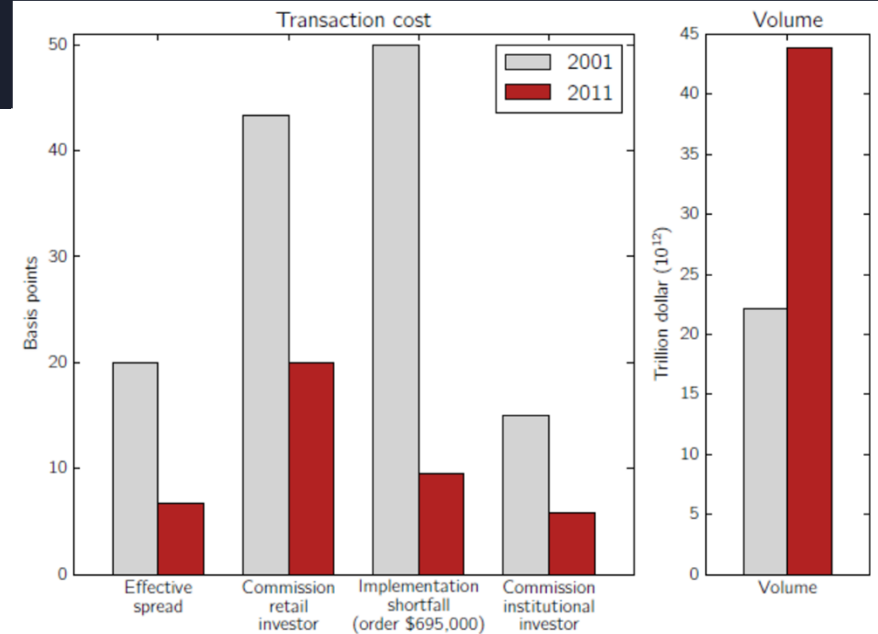 Transaction cost
50
40
30
20
10
0
Basis points
2001
2011
Effective
spread
Commission
retail
investor
Implementation
shortfall
(order $695,000)
Commission
institutional
investor
Volume
45
40
35
30
25
20
15
10
5
0
Trillion dollar (10¹²)
Volume